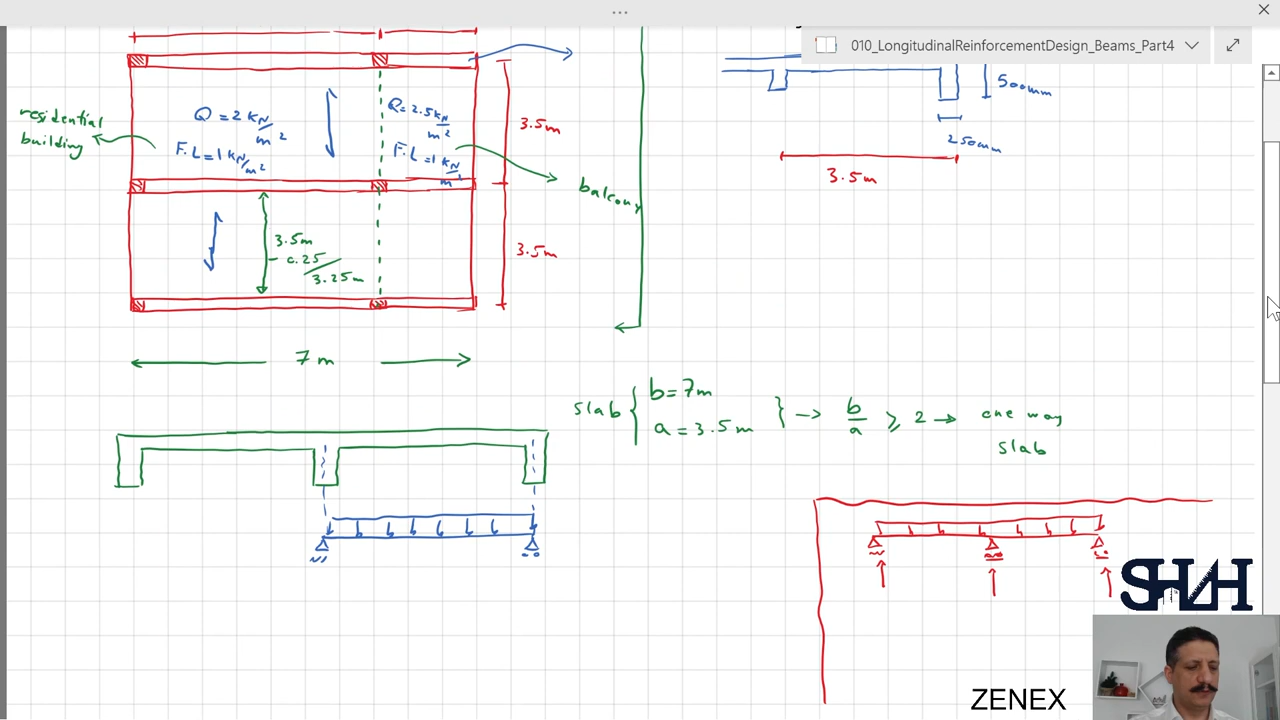 010_LongitudinalReinforcementDesign_Beams_Part4
500mm
250mm
3.5m
residential
building
Q = 2 kN/m²
F.L = 1 kN/m²
Q = 2.5 kN/m²
F.L = 1 kN/m²
3.5m
balcony
3.5m
- 0.25
3.25m
3.5m
7m
slab { b = 7m
a = 3.5m } → b/a ≥ 2 → one way
slab
SHLH
ZENEX